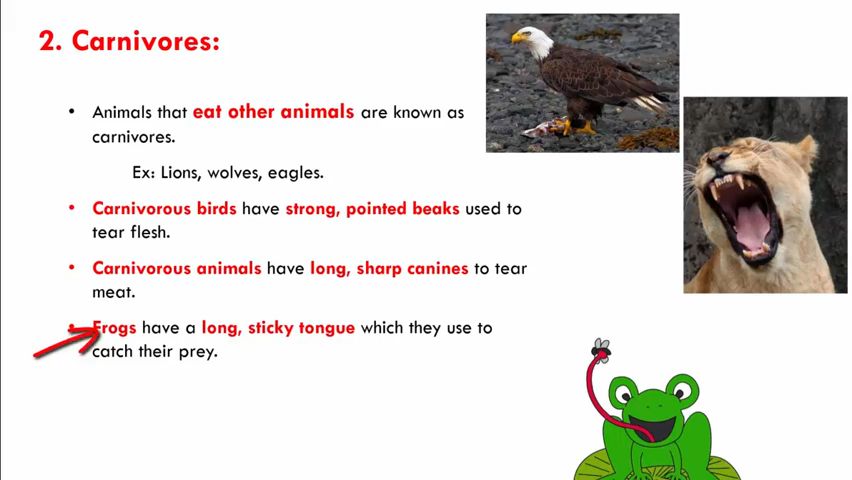 2. Carnivores:
• Animals that eat other animals are known as
carnivores.
Ex: Lions, wolves, eagles.
• Carnivorous birds have strong, pointed beaks used to
tear flesh.
• Carnivorous animals have long, sharp canines to tear
meat.
• Frogs have a long, sticky tongue which they use to
catch their prey.